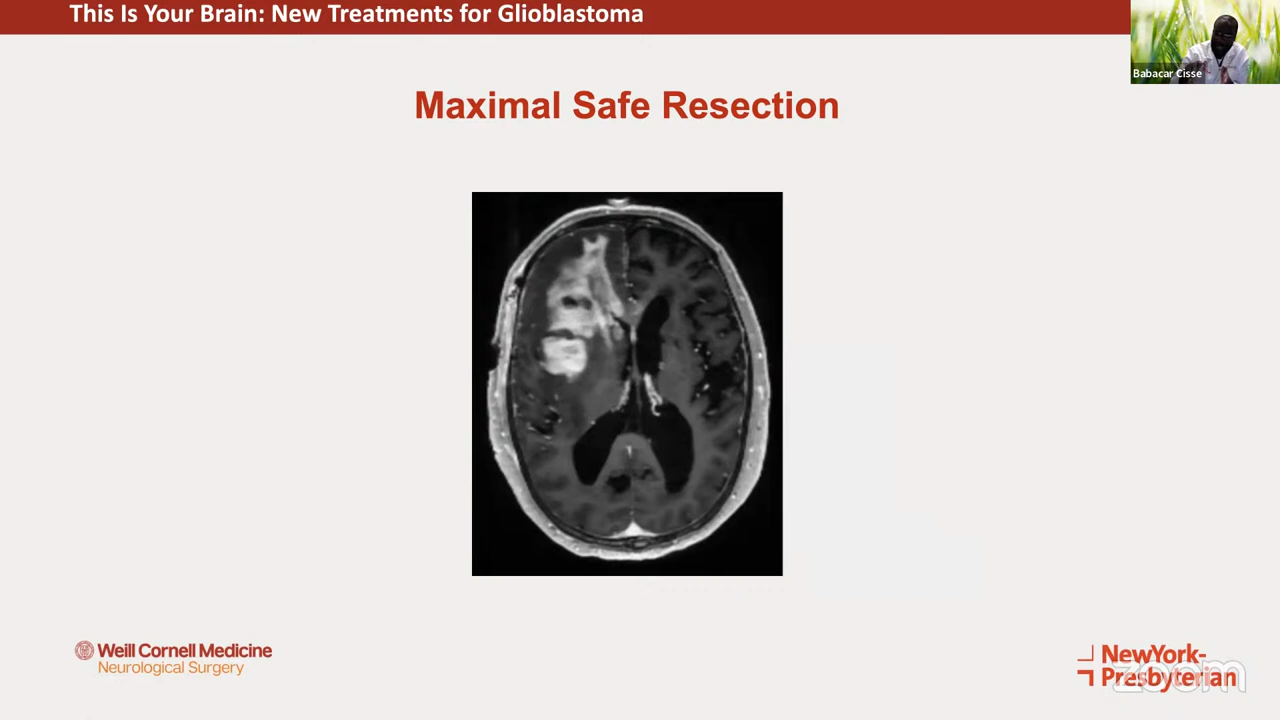 This Is Your Brain: New Treatments for Glioblastoma
Babacar Cisse
Maximal Safe Resection
Weill Cornell Medicine
Neurological Surgery
NewYork-
Presbyterian
zoom